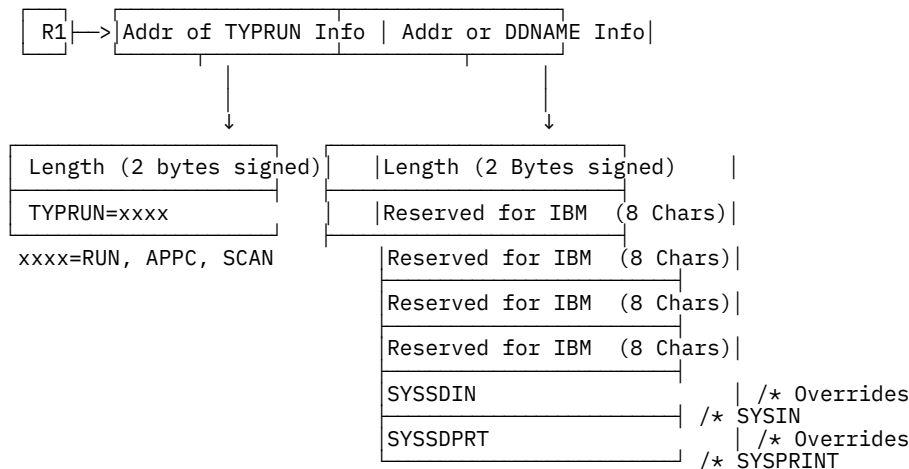 R1 Addr of TYPRUN Info | Addr or DDNAME Info
Length (2 bytes signed) Length (2 Bytes signed)
TYPRUN=xxxx Reserved for IBM (8 Chars)
xxxx=RUN, APPC, SCAN Reserved for IBM (8 Chars)
Reserved for IBM (8 Chars)
Reserved for IBM (8 Chars)
SYSSDIN /* Overrides
/* SYSIN
SYSSDPRT /* Overrides
/* SYSPRINT